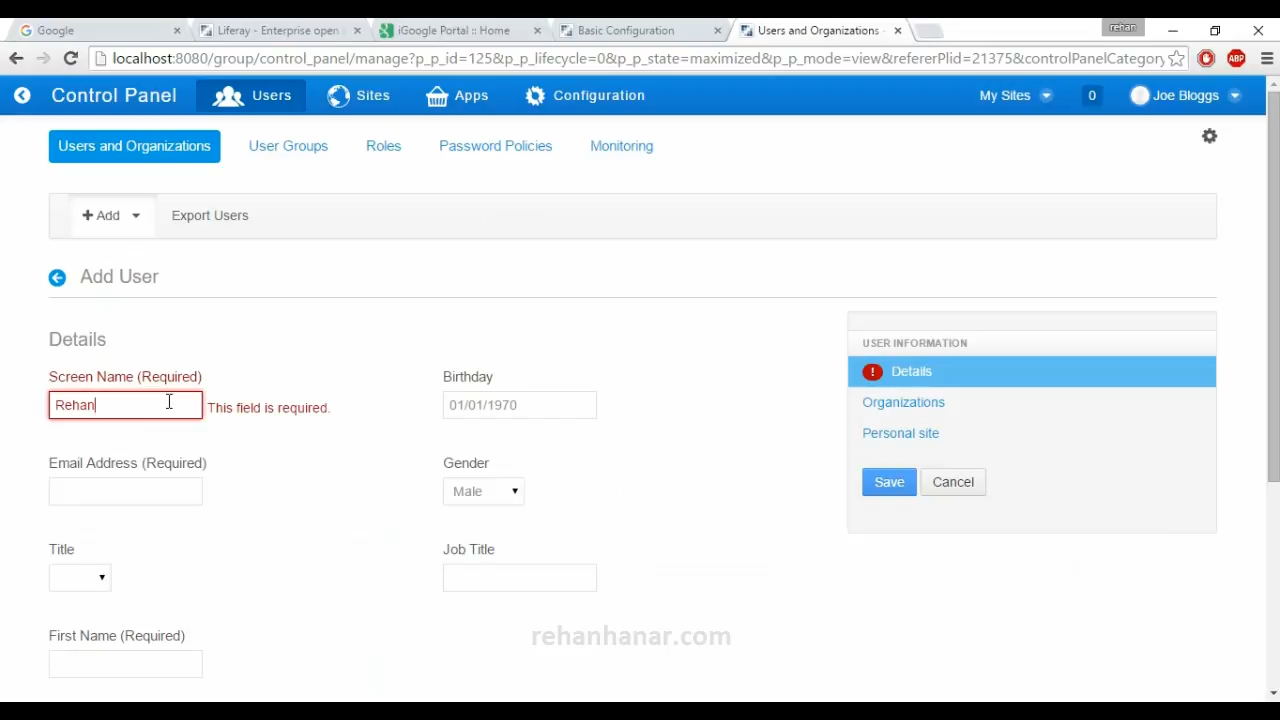 Google
Liferay - Enterprise open
iGoogle Portal :: Home
Basic Configuration
Users and Organizations -
rehan
localhost:8080/group/control_panel/manage?p_p_id=125&p_p_lifecycle=0&p_p_state=maximized&p_p_mode=view&refererPlid=21375&controlPanelCategory
ABP
Control Panel
Users
Sites
Apps
Configuration
My Sites
0
Joe Bloggs
Users and Organizations
User Groups
Roles
Password Policies
Monitoring
+ Add
Export Users
Add User
Details
Screen Name (Required)
Rehan
This field is required.
Birthday
01/01/1970
Email Address (Required)
Gender
Male
Title
Job Title
First Name (Required)
USER INFORMATION
! Details
Organizations
Personal site
Save
Cancel
rehanhanar.com